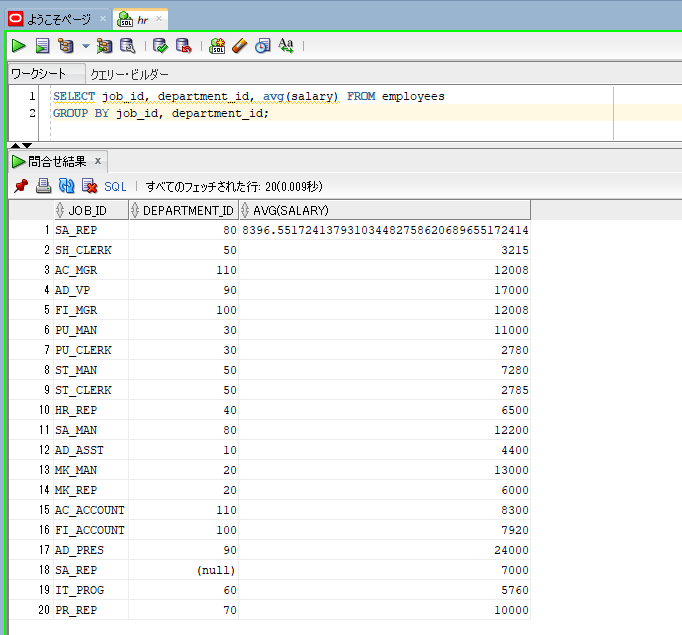 ようこそページ hr
ワークシート クエリー・ビルダー
1 SELECT job_id, department_id, avg(salary) FROM employees
2 GROUP BY job_id, department_id;
問合せ結果 x
SQL | すべてのフェッチされた行: 20(0.009秒)
JOB_ID DEPARTMENT_ID AVG(SALARY)
1 SA_REP 80 8396.551724137931034482758620689655172414
2 SH_CLERK 50 3215
3 AC_MGR 110 12008
4 AD_VP 90 17000
5 FI_MGR 100 12008
6 PU_MAN 30 11000
7 PU_CLERK 30 2780
8 ST_MAN 50 7280
9 ST_CLERK 50 2785
10 HR_REP 40 6500
11 SA_MAN 80 12200
12 AD_ASST 10 4400
13 MK_MAN 20 13000
14 MK_REP 20 6000
15 AC_ACCOUNT 110 8300
16 FI_ACCOUNT 100 7920
17 AD_PRES 90 24000
18 SA_REP (null) 7000
19 IT_PROG 60 5760
20 PR_REP 70 10000